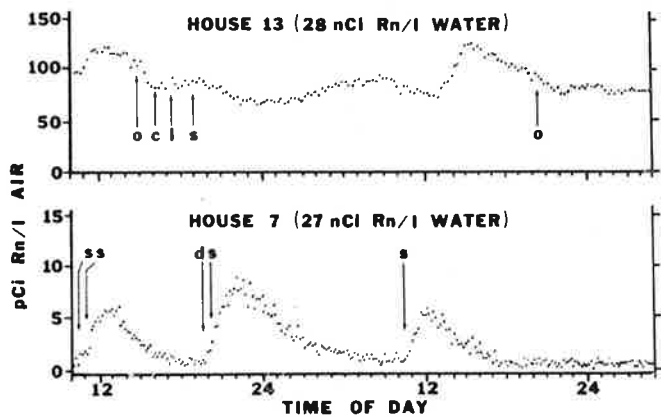 HOUSE 13 (28 nCi Rn/l WATER)
150
100
50
0
o c l s o
pCi Rn/l AIR
HOUSE 7 (27 nCi Rn/l WATER)
15
10
5
0
s s d s s
12 24 12 24
TIME OF DAY